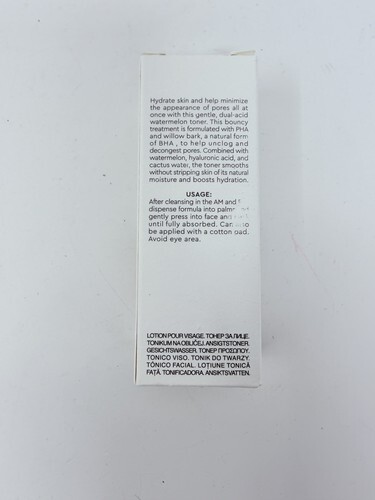 Hydrate skin and help minimize
the appearance of pores all at
once with this gentle, dual-acid
watermelon toner. This bouncy
treatment is formulated with PHA
and willow bark, a natural form
of BHA , to help unclog and
decongest pores. Combined with
watermelon, hyaluronic acid, and
cactus water, the toner smooths
without stripping skin of its natural
moisture and boosts hydration.
USAGE:
After cleansing in the AM and
dispense formula into palms
gently press into face and
until fully absorbed. Can
be applied with a cotton pad.
Avoid eye area.
LOTION POUR VISAGE. ТОНЕР ЗА ЛИЦЕ.
TONIKUM NA OBLIČEJ. ANSIGTSTONER.
GESICHTSWASSER. ΤΟΝΕΡ ΠΡΟΣΩΠΟΥ.
TONICO VISO. TONIK DO TWARZY.
TÓNICO FACIAL. LOȚIUNE TONICĂ
FAȚĂ. TONIFICADORA. ANSIKTSVATTEN.